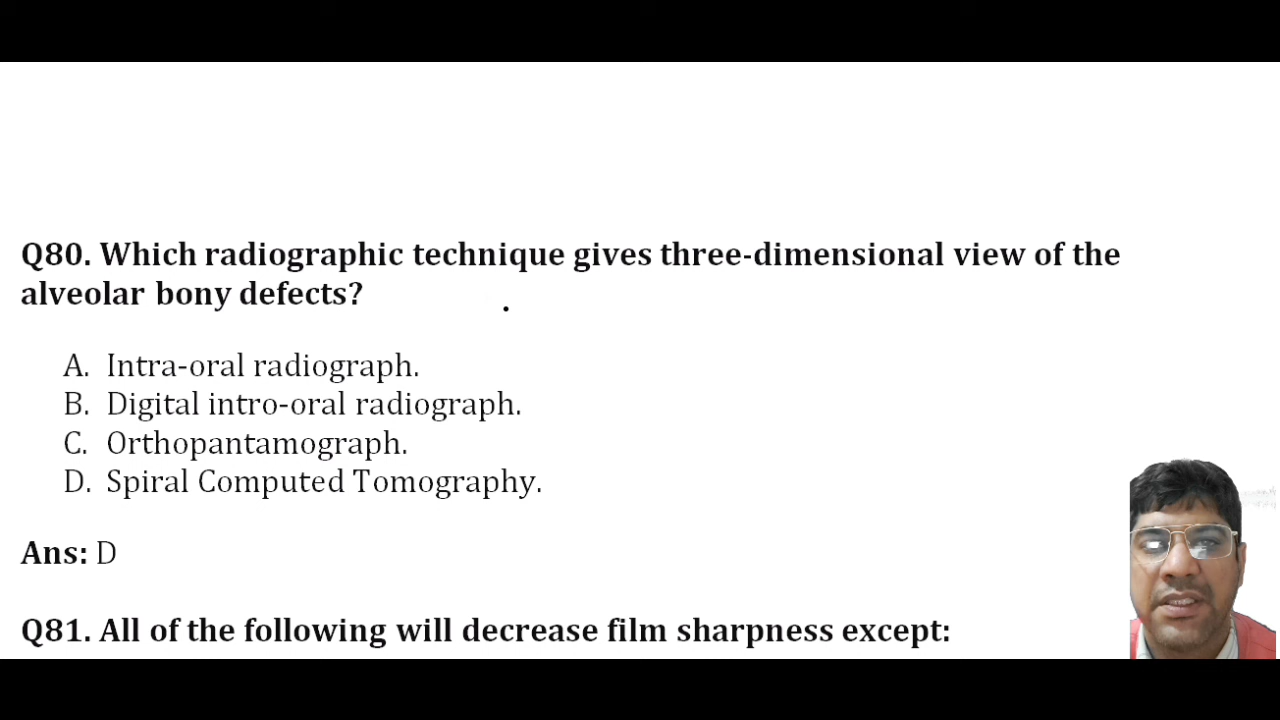 Q80. Which radiographic technique gives three-dimensional view of the
alveolar bony defects?
A. Intra-oral radiograph.
B. Digital intro-oral radiograph.
C. Orthopantamograph.
D. Spiral Computed Tomography.
Ans: D
Q81. All of the following will decrease film sharpness except: